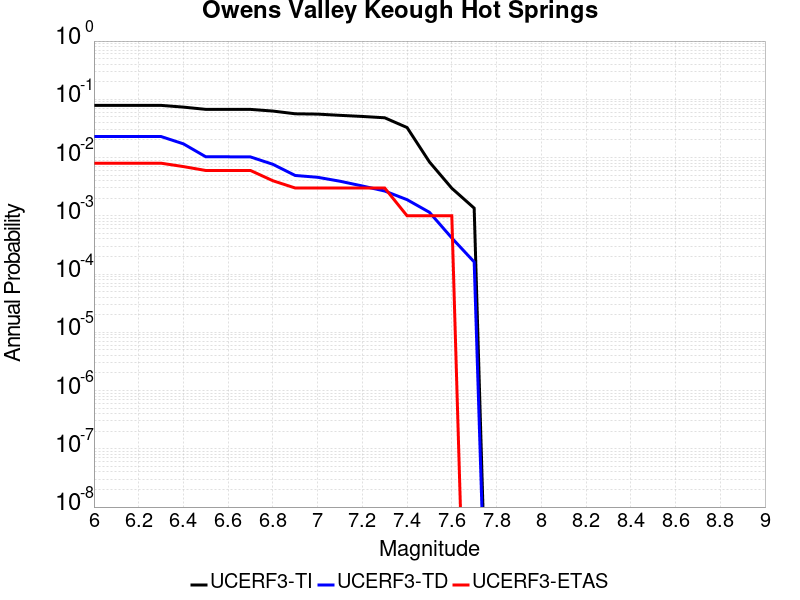 Owens Valley Keough Hot Springs
10 0
10 -1
10 -2
10 -3
10 -4
10 -5
10 -6
10 -7
10 -8
Annual Probability
6 6.2 6.4 6.6 6.8 7 7.2 7.4 7.6 7.8 8 8.2 8.4 8.6 8.8 9
Magnitude
UCERF3-TI UCERF3-TD UCERF3-ETAS